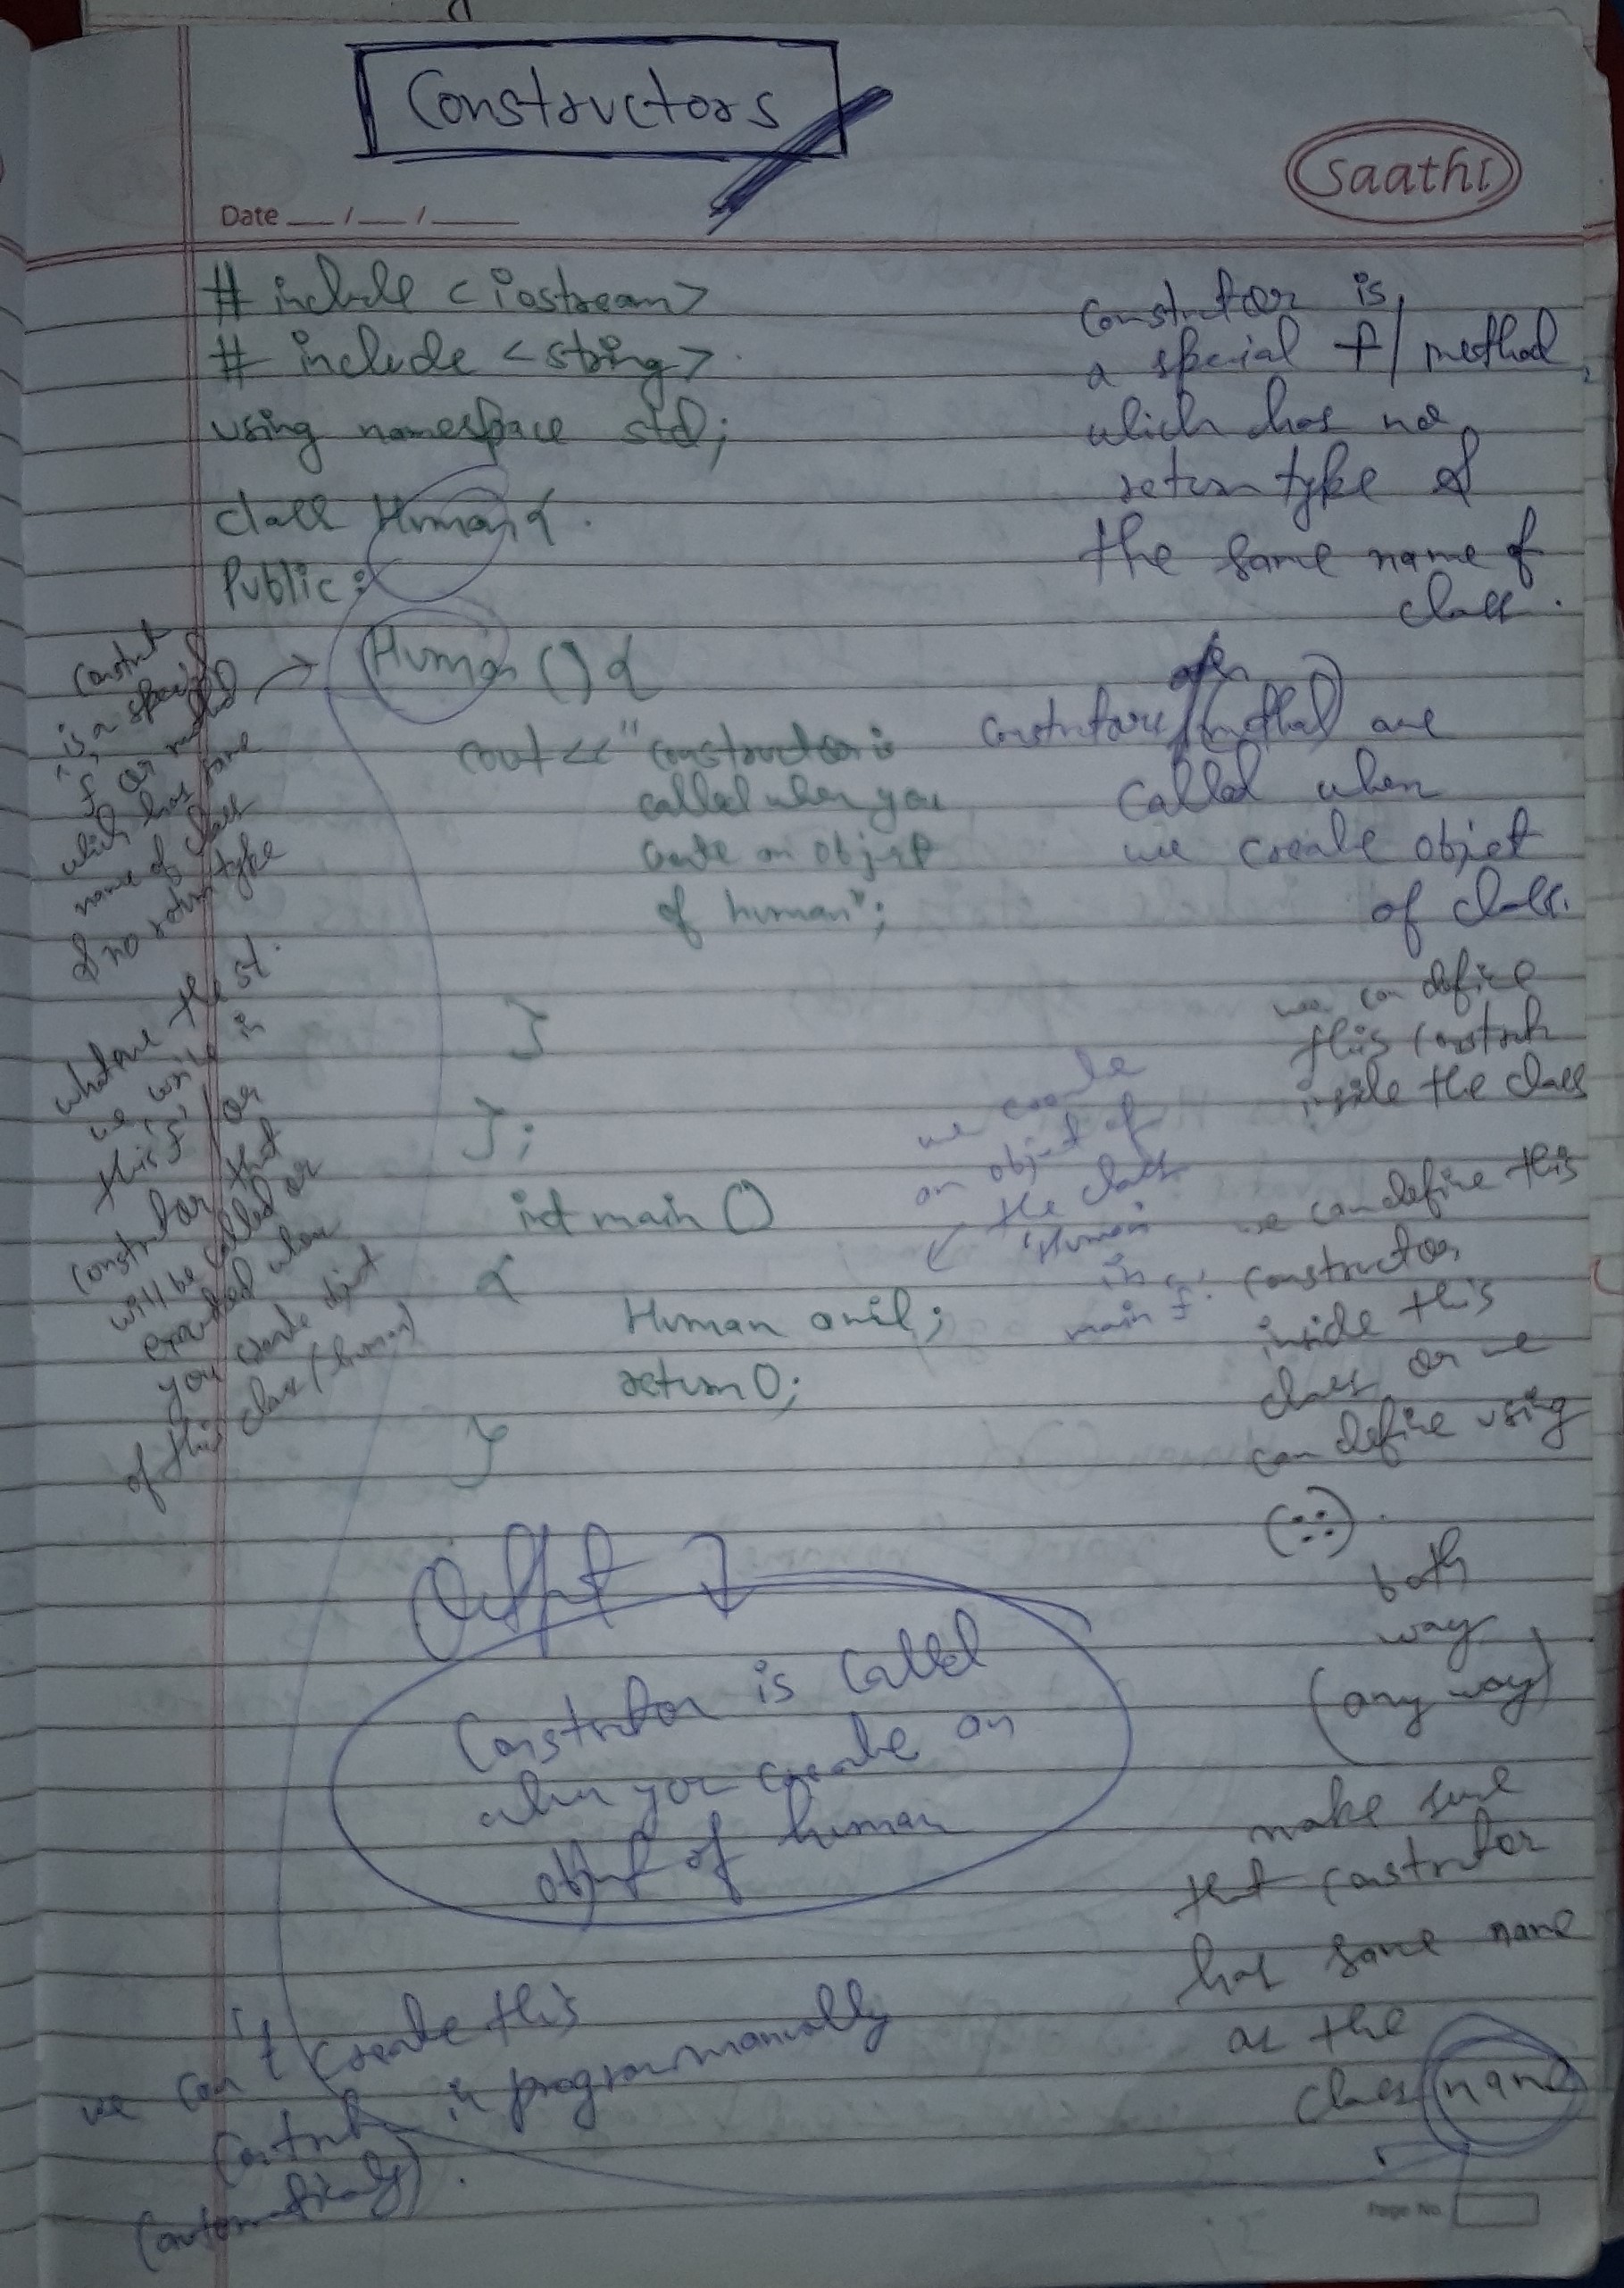 Constructors
saathi
Date __/__/____
# include <iostream>
# include <string>
using namespace std;
class Human {
Public:
Human () {
cout << "constructor is
called when you
create an object
of human";
}
};
int main ()
{
Human anil;
return 0;
}
constructor is
a special f/ method,
which has no
return type &
the same name of
class.
constructors/(method) are
called when
we create object
of class.
we can define
this construct
inside the class
we can define this
constructor
inside this
class or we
can define using
(::).
both
way
(any way)
make sure
that constructor
has same name
as the
class name
we create
an object of
the class
'Human
in
main f.
construct
is a special
f or method
which has same
name of class
& no return type
whatever the st.
we write in
this f/or
constructor that
will be called or
executed when
you create object
of this class (human)
Output
Constructor is called
when you create an
object of human
we can't create this
construct in program manually
(automatically).
Page No.